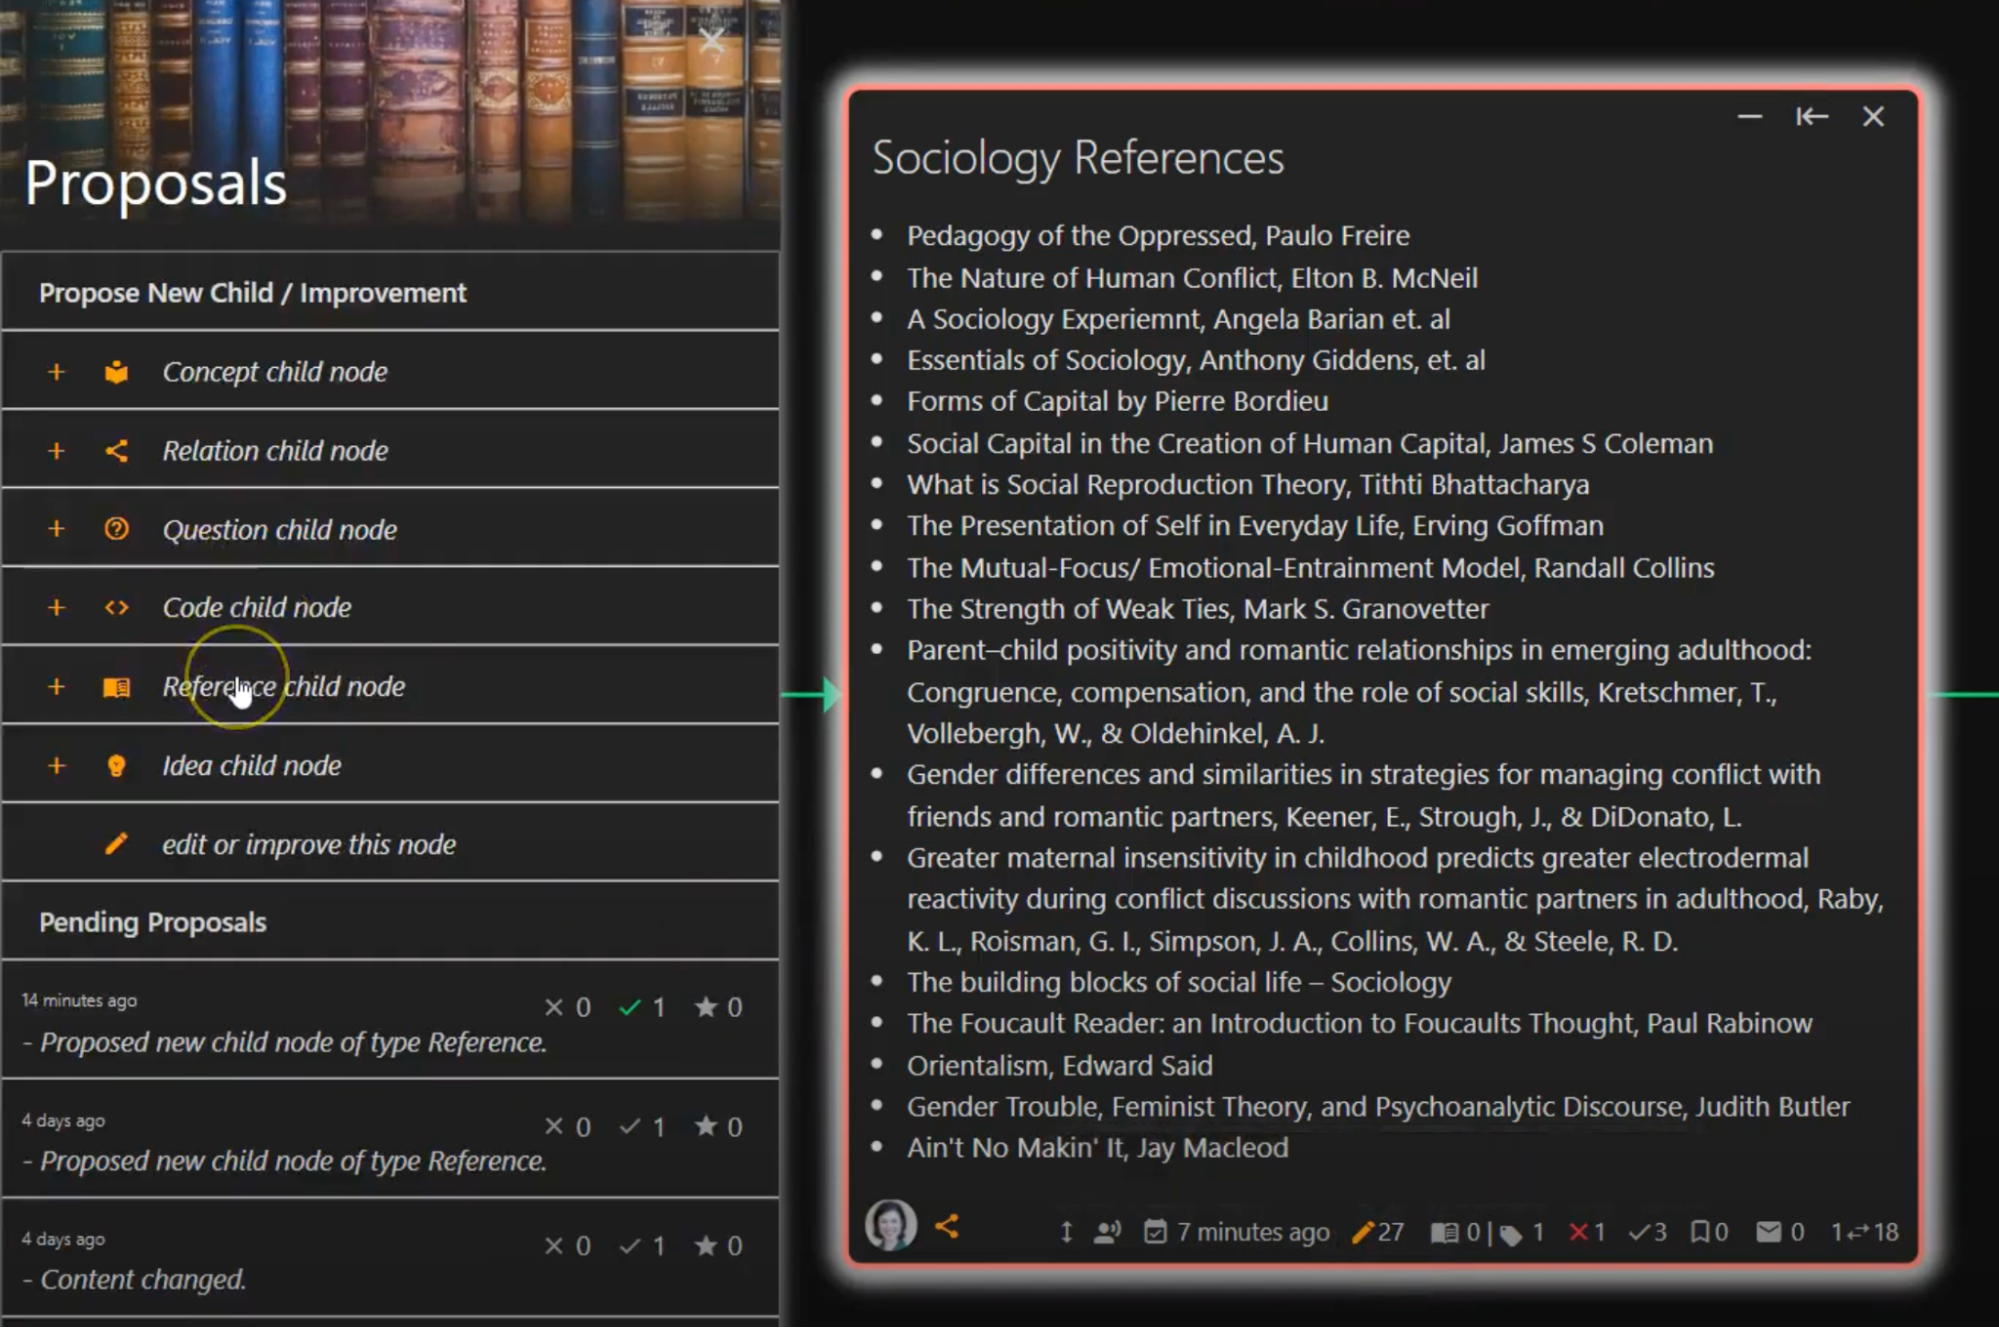 Proposals
Propose New Child / Improvement
+ Concept child node
+ Relation child node
+ Question child node
+ Code child node
+ Reference child node
+ Idea child node
edit or improve this node
Pending Proposals
14 minutes ago
0 1 0
- Proposed new child node of type Reference.
4 days ago
0 1 0
- Proposed new child node of type Reference.
4 days ago
0 1 0
- Content changed.
Sociology References
• Pedagogy of the Oppressed, Paulo Freire
• The Nature of Human Conflict, Elton B. McNeil
• A Sociology Experiemnt, Angela Barian et. al
• Essentials of Sociology, Anthony Giddens, et. al
• Forms of Capital by Pierre Bordieu
• Social Capital in the Creation of Human Capital, James S Coleman
• What is Social Reproduction Theory, Tithti Bhattacharya
• The Presentation of Self in Everyday Life, Erving Goffman
• The Mutual-Focus/ Emotional-Entrainment Model, Randall Collins
• The Strength of Weak Ties, Mark S. Granovetter
• Parent–child positivity and romantic relationships in emerging adulthood:
Congruence, compensation, and the role of social skills, Kretschmer, T.,
Vollebergh, W., & Oldehinkel, A. J.
• Gender differences and similarities in strategies for managing conflict with
friends and romantic partners, Keener, E., Strough, J., & DiDonato, L.
• Greater maternal insensitivity in childhood predicts greater electrodermal
reactivity during conflict discussions with romantic partners in adulthood, Raby,
K. L., Roisman, G. I., Simpson, J. A., Collins, W. A., & Steele, R. D.
• The building blocks of social life – Sociology
• The Foucault Reader: an Introduction to Foucaults Thought, Paul Rabinow
• Orientalism, Edward Said
• Gender Trouble, Feminist Theory, and Psychoanalytic Discourse, Judith Butler
• Ain't No Makin' It, Jay Macleod
7 minutes ago 27 0 | 1 1 3 0 0 1 18